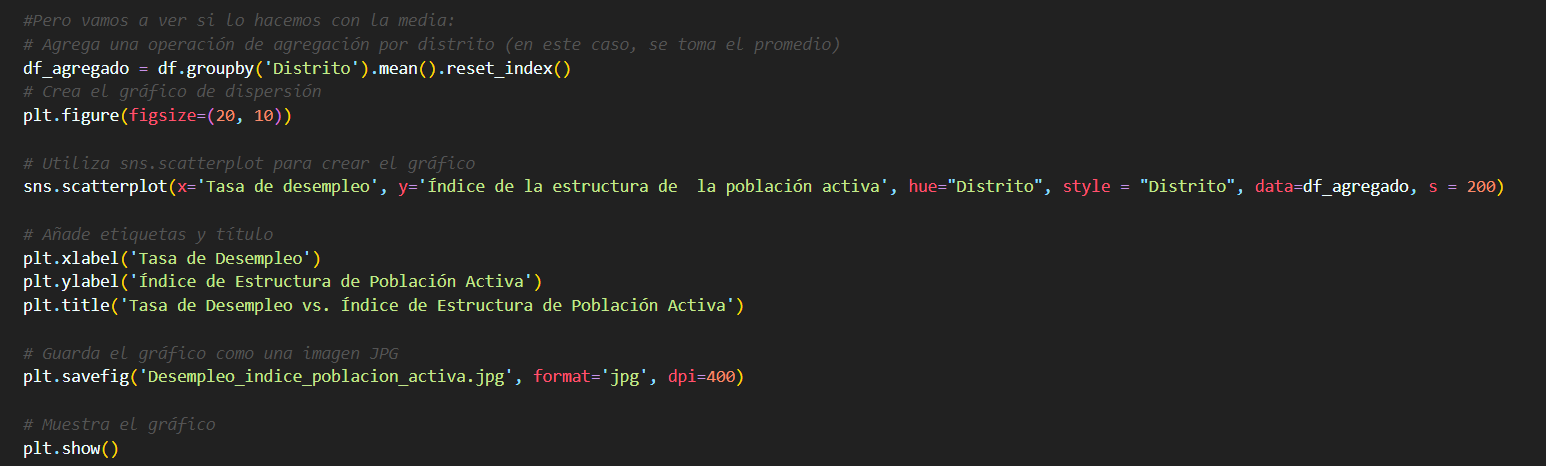 #Pero vamos a ver si lo hacemos con la media:
# Agrega una operación de agregación por distrito (en este caso, se toma el promedio)
df_agregado = df.groupby('Distrito').mean().reset_index()
# Crea el gráfico de dispersión
plt.figure(figsize=(20, 10))
# Utiliza sns.scatterplot para crear el gráfico
sns.scatterplot(x='Tasa de desempleo', y='Índice de la estructura de  la población activa', hue="Distrito", style = "Distrito", data=df_agregado, s = 200)
# Añade etiquetas y título
plt.xlabel('Tasa de Desempleo')
plt.ylabel('Índice de Estructura de Población Activa')
plt.title('Tasa de Desempleo vs. Índice de Estructura de Población Activa')
# Guarda el gráfico como una imagen JPG
plt.savefig('Desempleo_indice_poblacion_activa.jpg', format='jpg', dpi=400)
# Muestra el gráfico
plt.show()